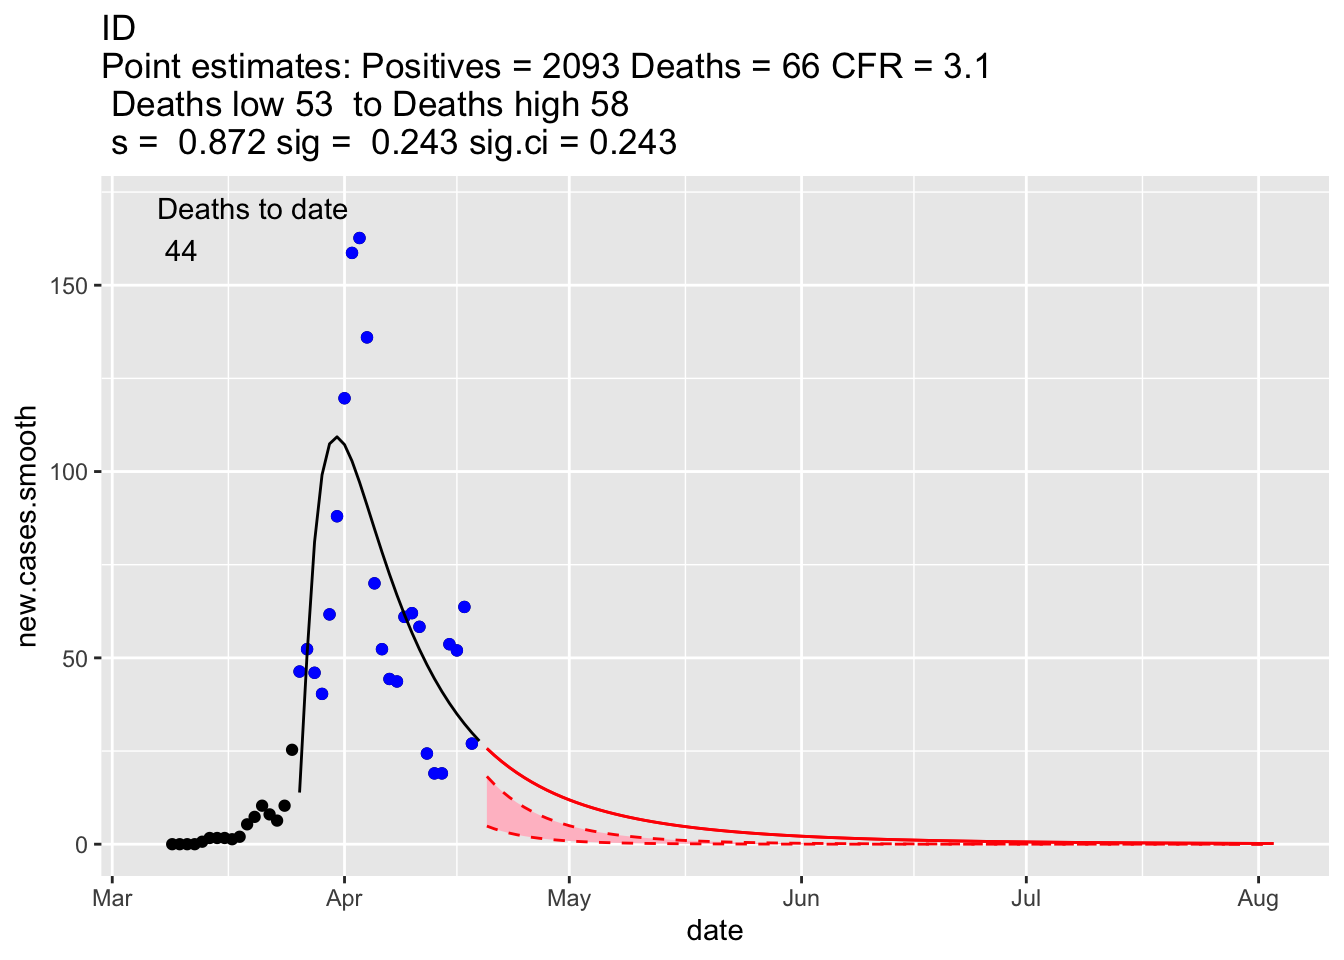 ID
Point estimates: Positives = 2093 Deaths = 66 CFR = 3.1
Deaths low 53  to Deaths high 58
s =  0.872 sig =  0.243 sig.ci = 0.243
Deaths to date
44
150
100
50
0
new.cases.smooth
Mar Apr May Jun Jul Aug
date